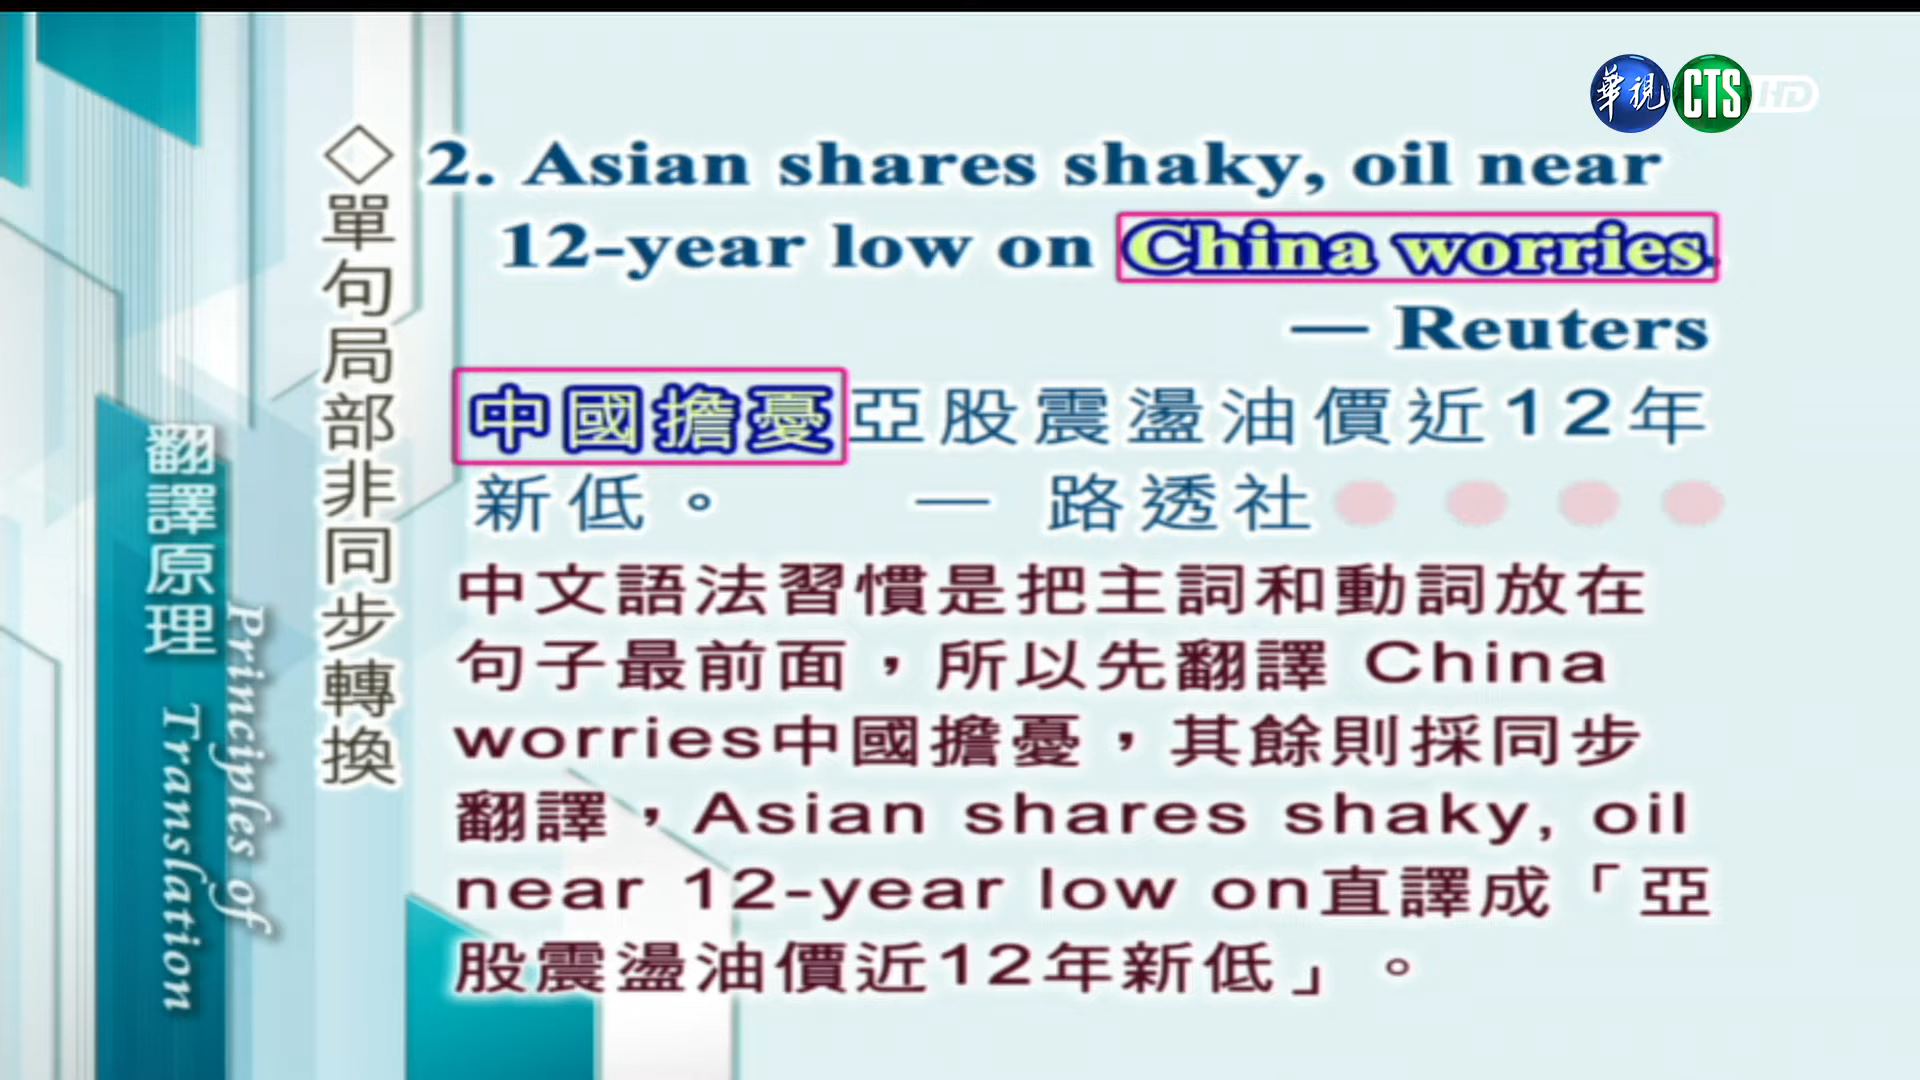 華視 CTS HD
◇單句局部非同步轉換
2. Asian shares shaky, oil near
12-year low on China worries.
— Reuters
中國擔憂亞股震盪油價近12年
新低。 — 路透社
中文語法習慣是把主詞和動詞放在
句子最前面，所以先翻譯 China
worries中國擔憂，其餘則採同步
翻譯，Asian shares shaky, oil
near 12-year low on直譯成「亞
股震盪油價近12年新低」。
翻譯原理
Principles of
Translation